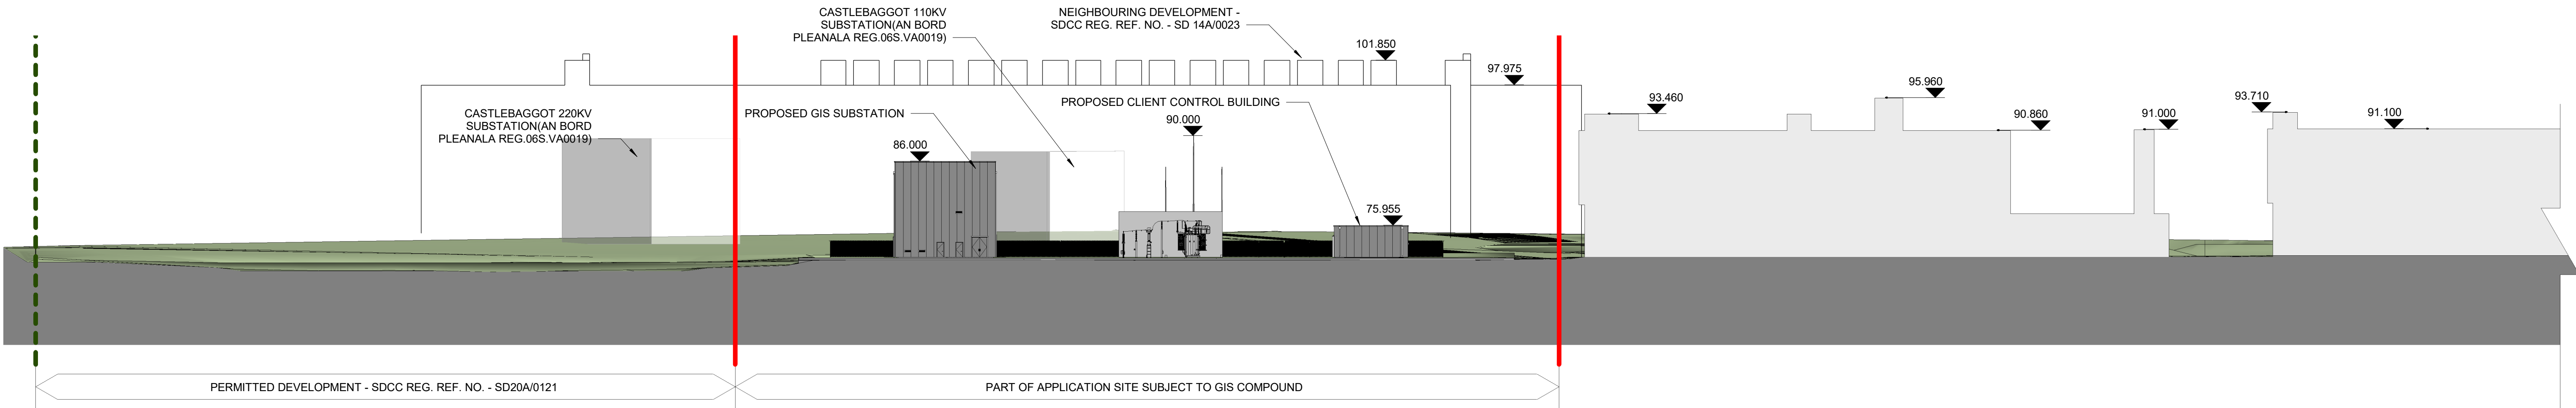 CASTLEBAGGOT 110KV
SUBSTATION(AN BORD
PLEANALA REG.06S.VA0019)
NEIGHBOURING DEVELOPMENT -
SDCC REG. REF. NO. - SD 14A/0023
101.850
97.975
CASTLEBAGGOT 220KV
SUBSTATION(AN BORD
PLEANALA REG.06S.VA0019)
PROPOSED GIS SUBSTATION
PROPOSED CLIENT CONTROL BUILDING
86.000
90.000
75.955
93.460
95.960
90.860
91.000
93.710
91.100
PERMITTED DEVELOPMENT - SDCC REG. REF. NO. - SD20A/0121
PART OF APPLICATION SITE SUBJECT TO GIS COMPOUND